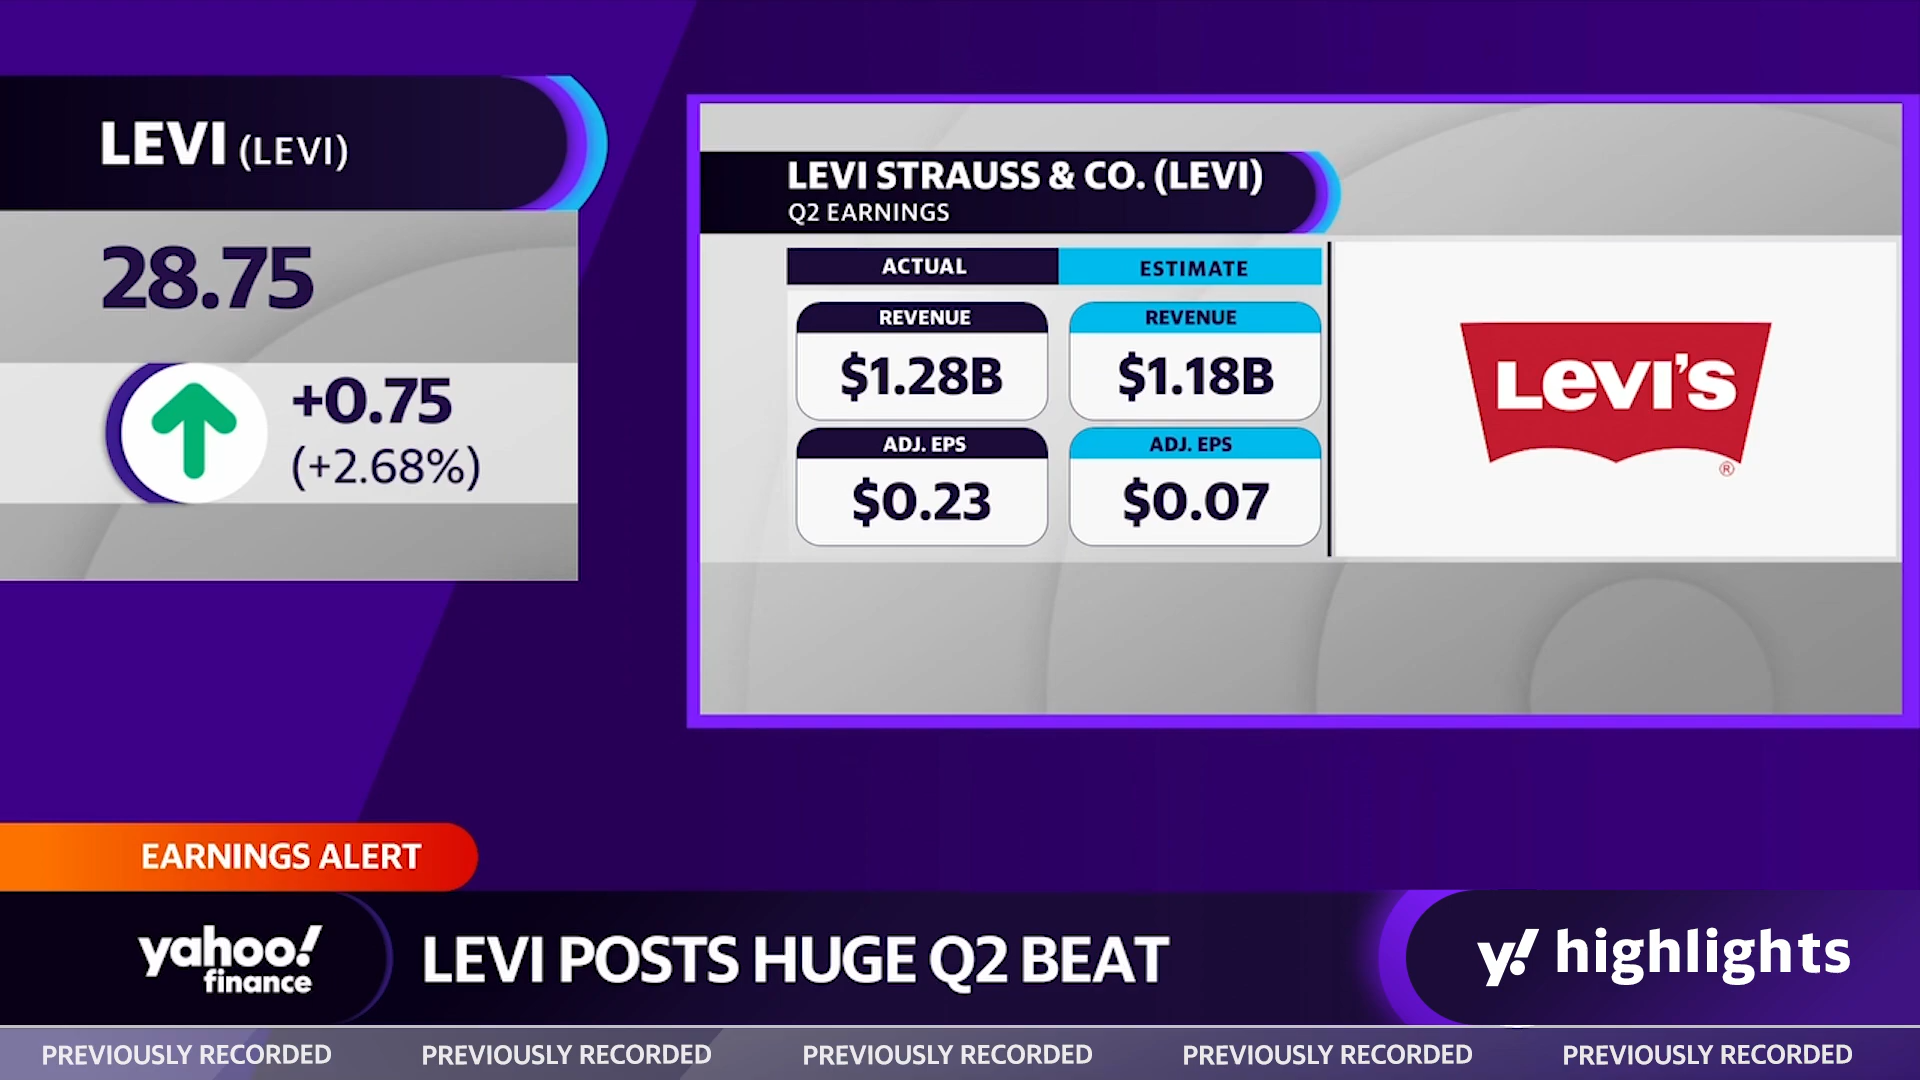 LEVI (LEVI)
28.75
+0.75
(+2.68%)
LEVI STRAUSS & CO. (LEVI)
Q2 EARNINGS
ACTUAL ESTIMATE
REVENUE REVENUE
$1.28B $1.18B
ADJ. EPS ADJ. EPS
$0.23 $0.07
LEVI'S
®
EARNINGS ALERT
yahoo!
finance
LEVI POSTS HUGE Q2 BEAT
y! highlights
PREVIOUSLY RECORDED PREVIOUSLY RECORDED PREVIOUSLY RECORDED PREVIOUSLY RECORDED PREVIOUSLY RECORDED